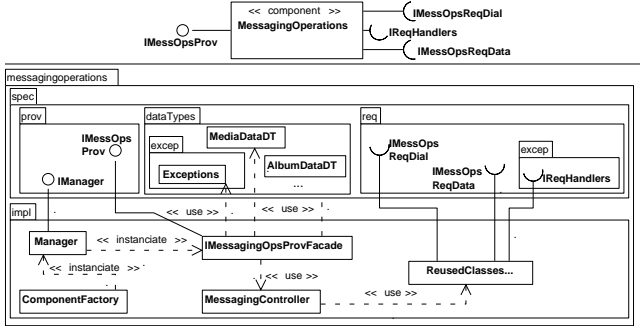 << component >>
MessagingOperations
IMessOpsProv
IMessOpsReqDial
IReqHandlers
IMessOpsReqData
messagingoperations
spec
prov
IMessOps
Prov
IManager
dataTypes
MediaDataDT
excep
Exceptions
AlbumDataDT
...
req
IMessOps
ReqDial
IMessOps
ReqData
excep
IReqHandlers
<< use >>
<< use >>
impl
Manager
<< instanciate >>
IMessagingOpsProvFacade
<< instanciate >>
<< use >>
ReusedClasses...
ComponentFactory
MessagingController
<< use >>